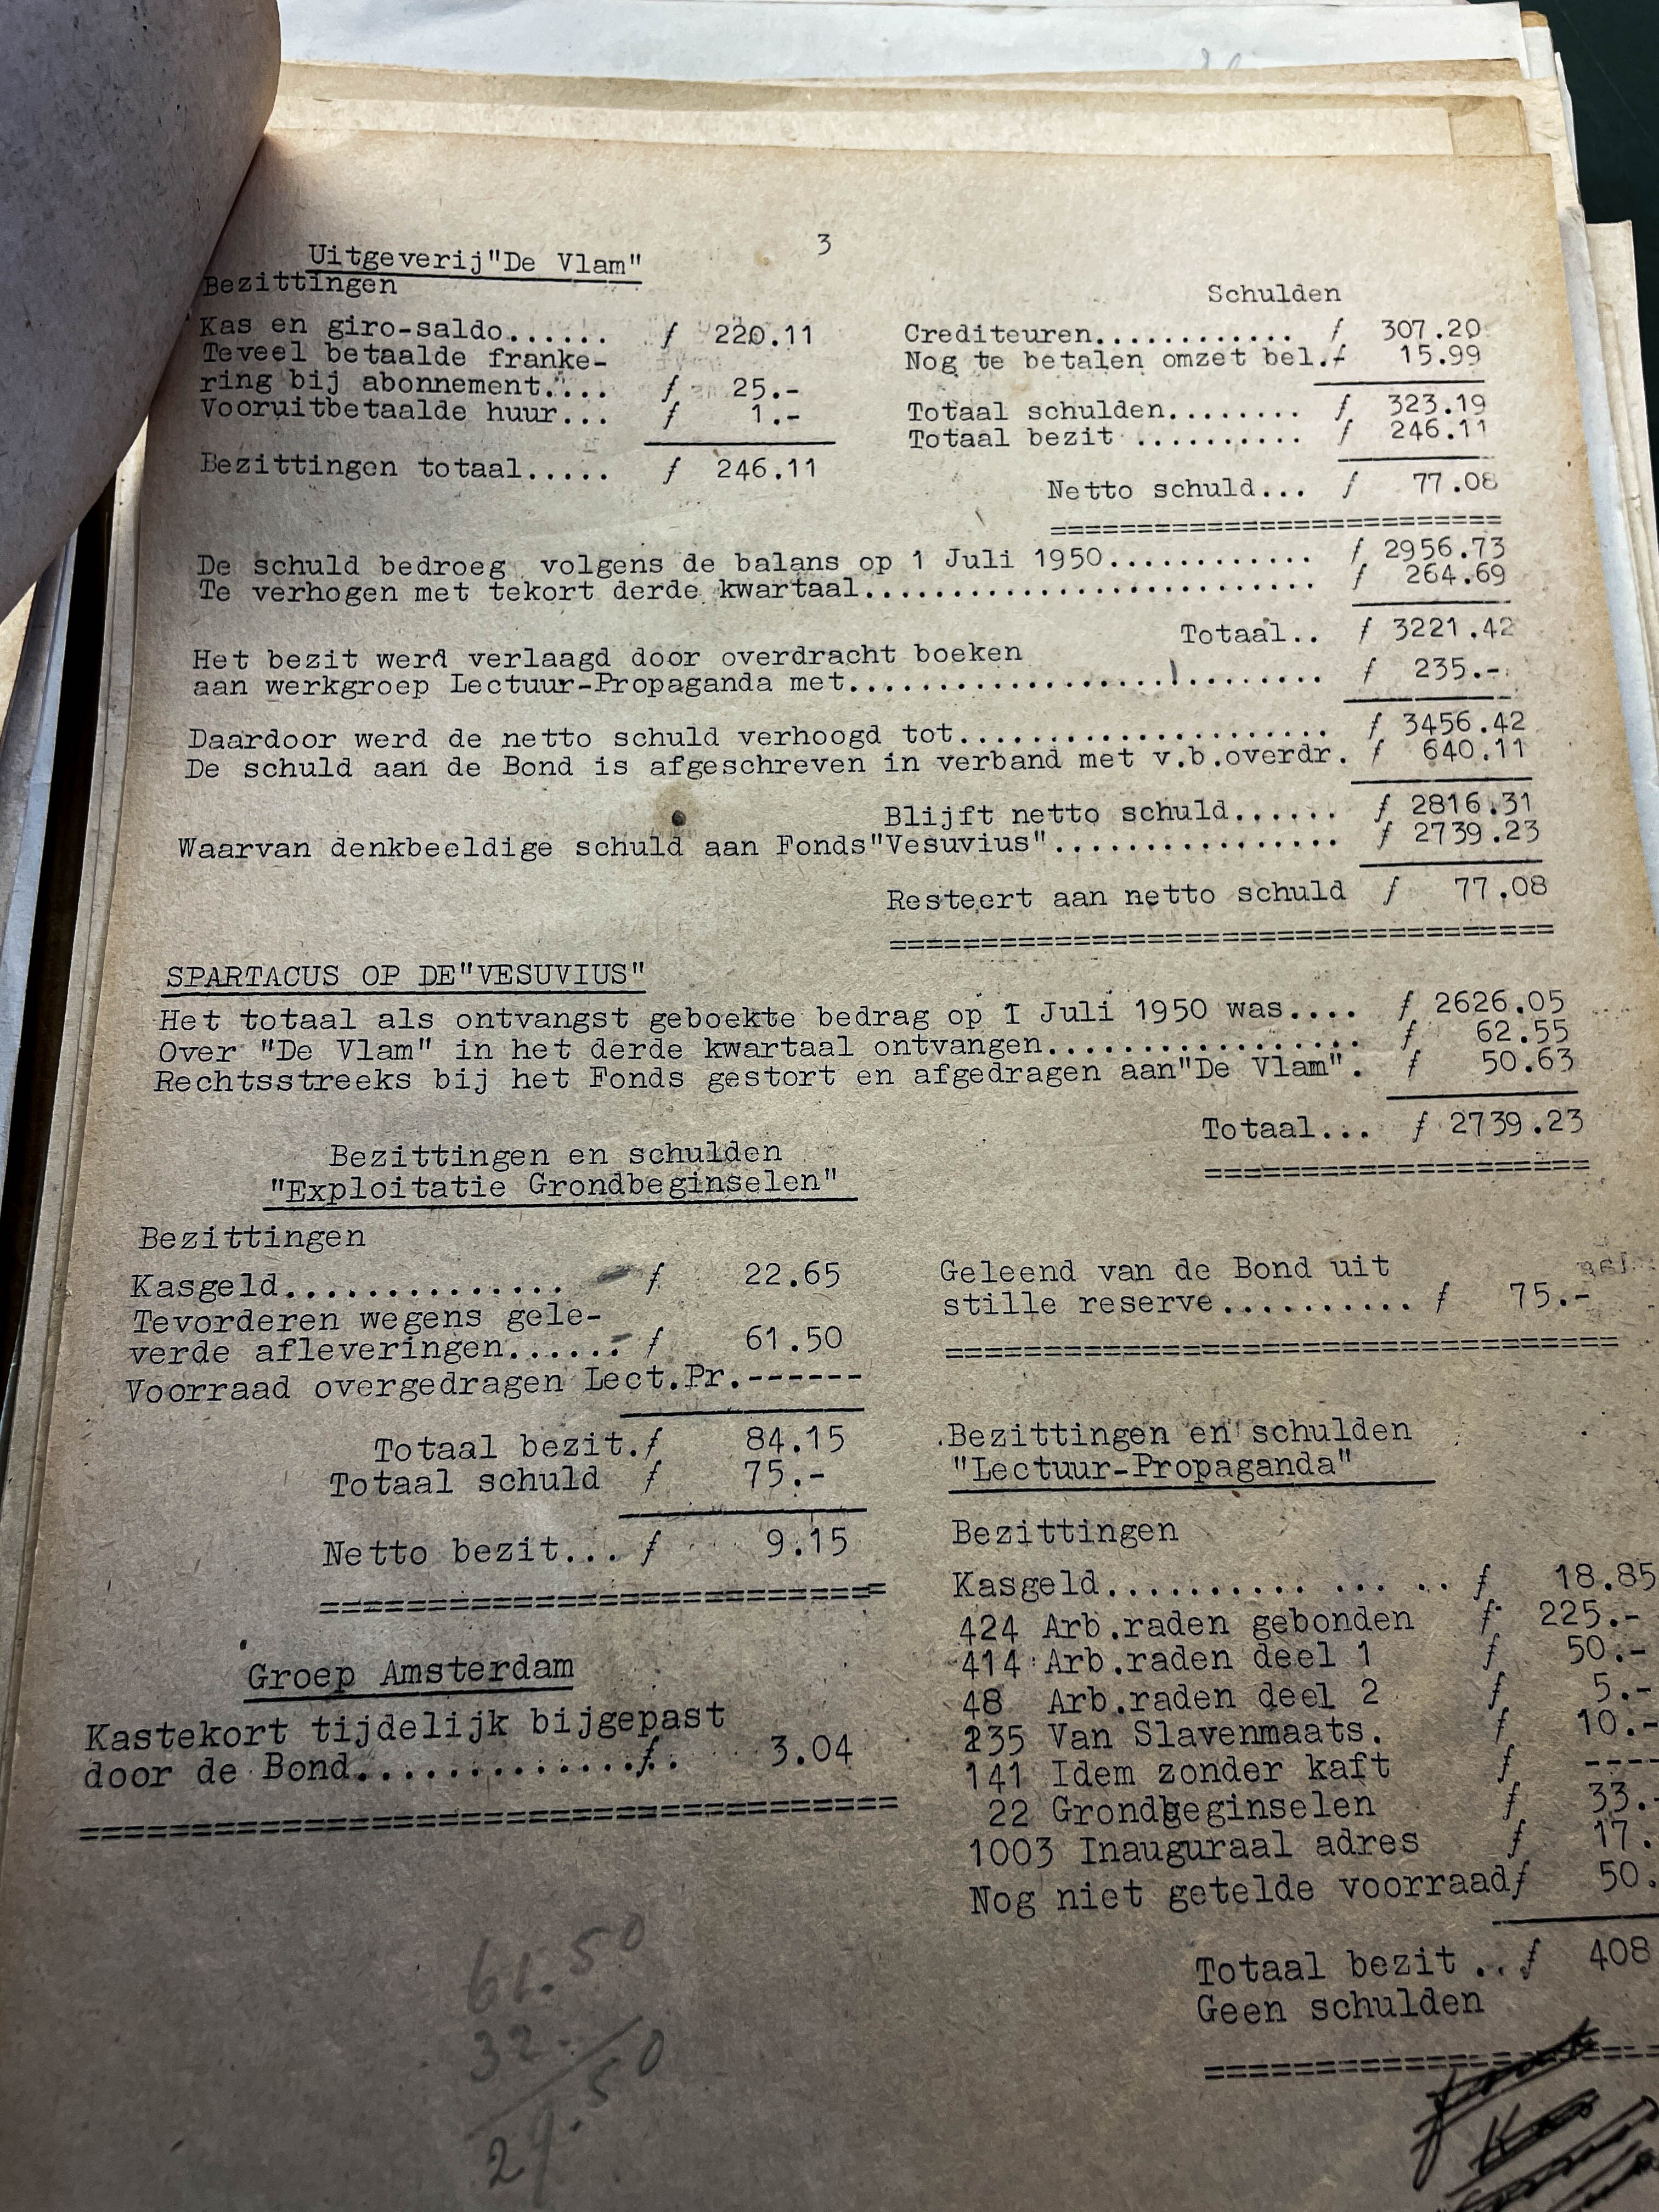 3
Uitgeverij"De Vlam"
Bezittingen
Kas en giro-saldo...... ƒ 220.11
Teveel betaalde franke-
ring bij abonnement.... ƒ 25.-
Vooruitbetaalde huur... ƒ 1.-
Bezittingen totaal..... ƒ 246.11
Schulden
Crediteuren............. ƒ 307.20
Nog te betalen omzet bel.ƒ 15.99
Totaal schulden........ ƒ 323.19
Totaal bezit .......... ƒ 246.11
Netto schuld... ƒ 77.08
=========================
De schuld bedroeg volgens de balans op 1 Juli 1950............ ƒ 2956.73
Te verhogen met tekort derde kwartaal.......................... ƒ 264.69
Totaal.. ƒ 3221.42
Het bezit werd verlaagd door overdracht boeken
aan werkgroep Lectuur-Propaganda met.......................... ƒ 235.-
Daardoor werd de netto schuld verhoogd tot..................... ƒ 3456.42
De schuld aan de Bond is afgeschreven in verband met v.b.overdr. ƒ 640.11
Blijft netto schuld...... ƒ 2816.31
Waarvan denkbeeldige schuld aan Fonds"Vesuvius"................ ƒ 2739.23
Resteert aan netto schuld ƒ 77.08
===================================
SPARTACUS OP DE"VESUVIUS"
Het totaal als ontvangst geboekte bedrag op 1 Juli 1950 was.... ƒ 2626.05
Over "De Vlam" in het derde kwartaal ontvangen................. ƒ 62.55
Rechtsstreeks bij het Fonds gestort en afgedragen aan"De Vlam". ƒ 50.63
Totaal... ƒ 2739.23
===================
Bezittingen en schulden
"Exploitatie Grondbeginselen"
Bezittingen
Kasgeld.............. ƒ 22.65
Tevorderen wegens gele-
verde afleveringen...... ƒ 61.50
Voorraad overgedragen Lect.Pr.------
Totaal bezit.ƒ 84.15
Totaal schuld ƒ 75.-
Netto bezit... ƒ 9.15
==========================
Geleend van de Bond uit
stille reserve.......... ƒ 75.-
==================================
Groep Amsterdam
Kastekort tijdelijk bijgepast
door de Bond.............ƒ. 3.04
====================================
Bezittingen en schulden
"Lectuur-Propaganda"
Bezittingen
Kasgeld.......... ... .. ƒ 18.85
424 Arb.raden gebonden ƒ 225.-
414 Arb.raden deel 1 ƒ 50.-
48 Arb.raden deel 2 ƒ 5.-
235 Van Slavenmaats. ƒ 10.-
141 Idem zonder kaft ƒ ----
22 Grondbeginselen ƒ 33.-
1003 Inauguraal adres ƒ 17.
Nog niet getelde voorraadƒ 50.
Totaal bezit ..ƒ 408
Geen schulden
========================
61.50
32.
29.50